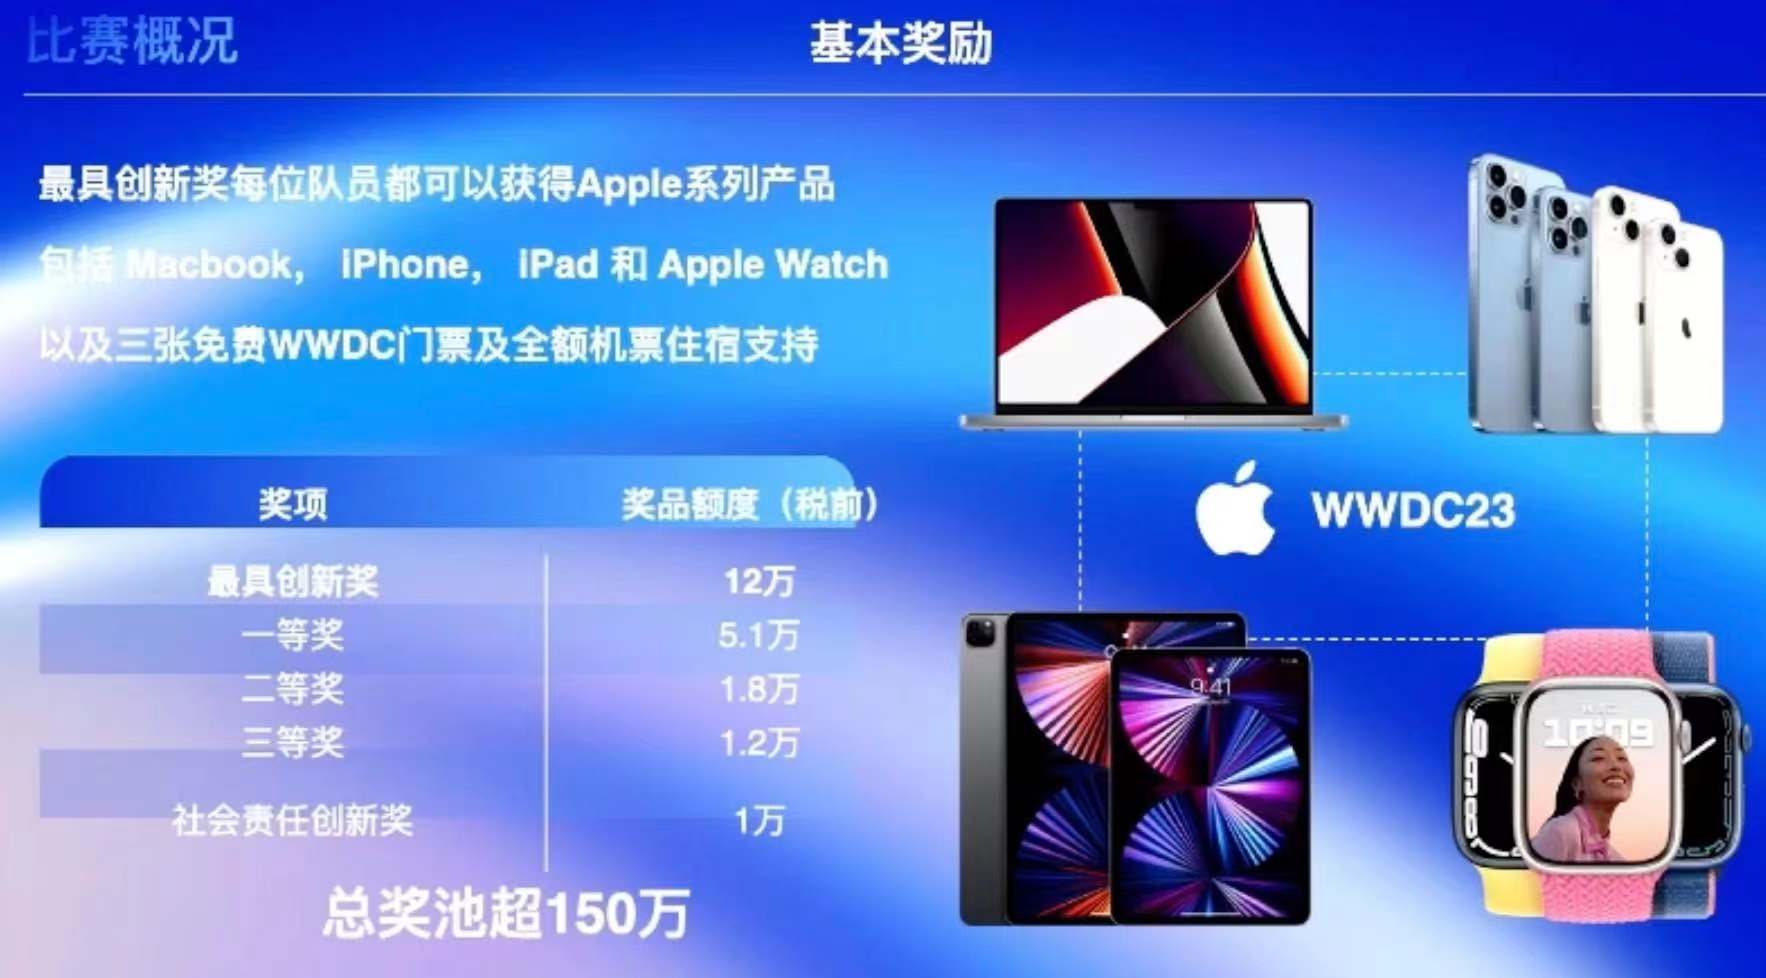 比赛概况
基本奖励
最具创新奖每位队员都可以获得Apple系列产品
包括 Macbook， iPhone， iPad 和 Apple Watch
以及三张免费WWDC门票及全额机票住宿支持
奖项 奖品额度（税前）
最具创新奖 12万
一等奖 5.1万
二等奖 1.8万
三等奖 1.2万
社会责任创新奖 1万
总奖池超150万
WWDC23
9:41
10:09